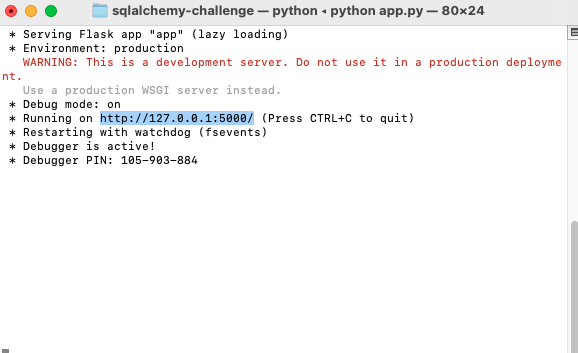 sqlalchemy-challenge — python ◂ python app.py — 80×24
* Serving Flask app "app" (lazy loading)
* Environment: production
WARNING: This is a development server. Do not use it in a production deployme
nt.
Use a production WSGI server instead.
* Debug mode: on
* Running on http://127.0.0.1:5000/ (Press CTRL+C to quit)
* Restarting with watchdog (fsevents)
* Debugger is active!
* Debugger PIN: 105-903-884